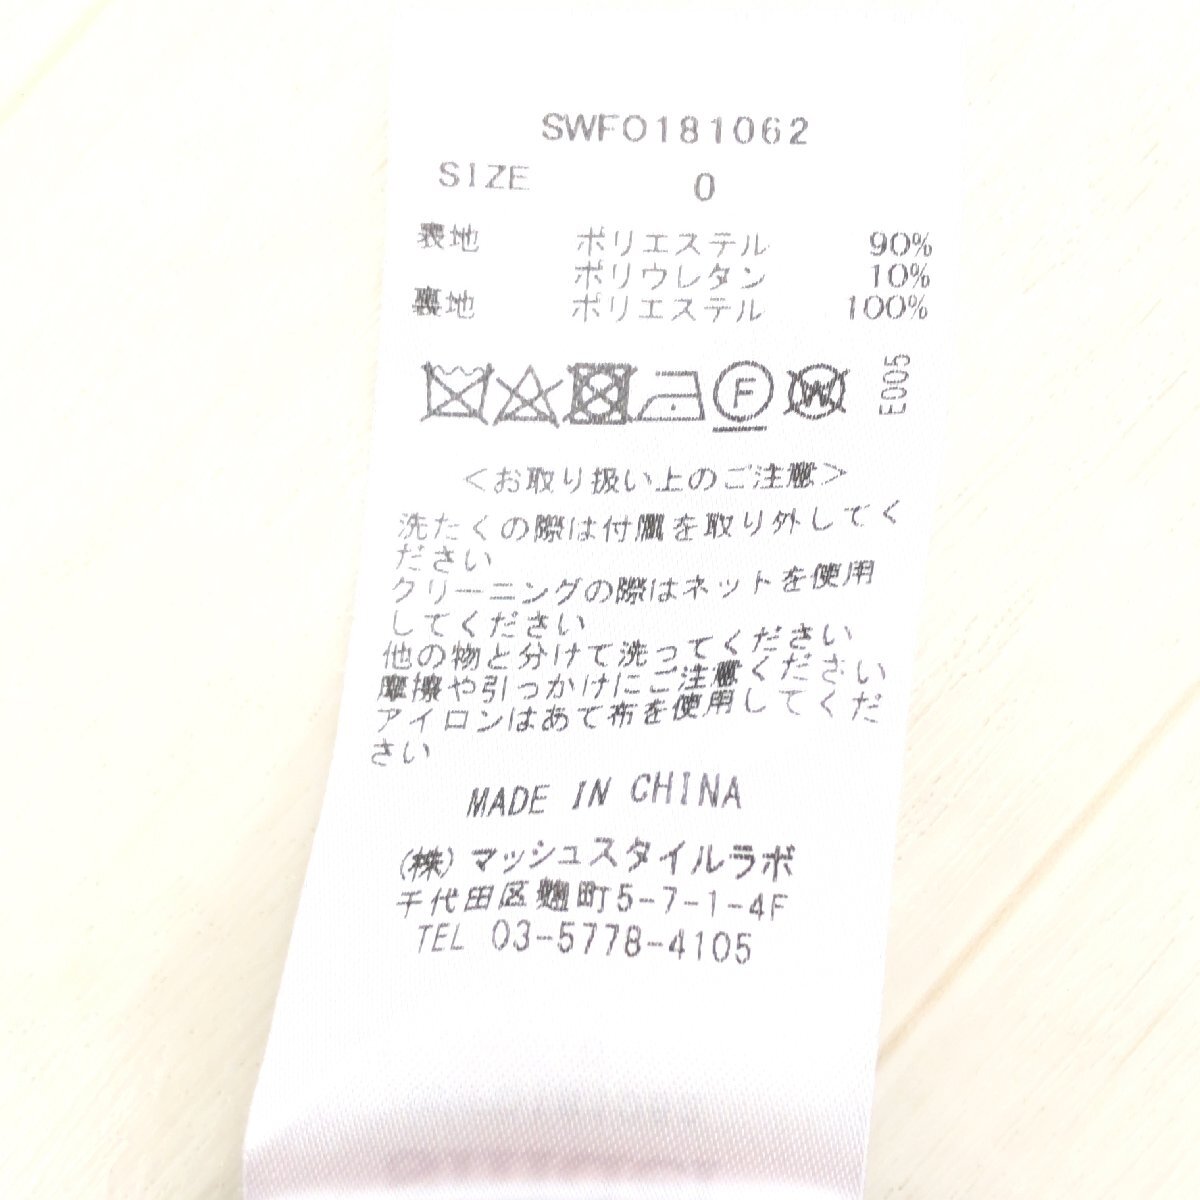 SWFO181062
SIZE 0
表地 ポリエステル 90%
ポリウレタン 10%
裏地 ポリエステル 100%
F W E005
＜お取り扱い上のご注意＞
洗たくの際は付属を取り外してく
ださい
クリーニングの際はネットを使用
してください
他の物と分けて洗ってください
摩擦や引っかけにご注意ください
アイロンはあて布を使用してくだ
さい
MADE IN CHINA
(株)マッシュスタイルラボ
千代田区麹町5-7-1-4F
TEL 03-5778-4105